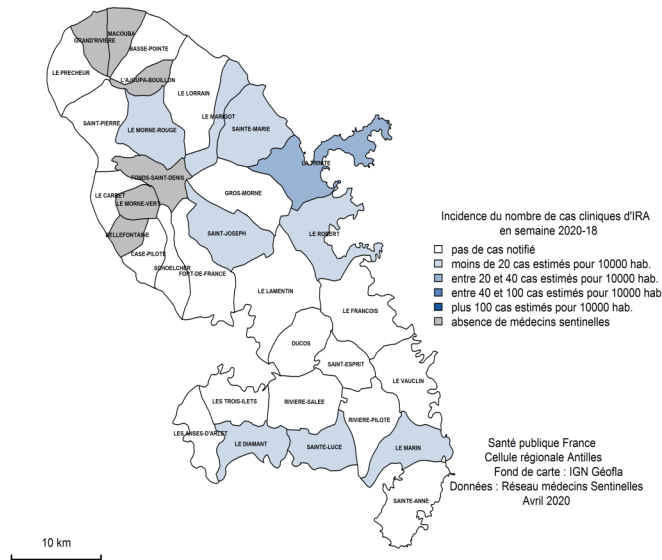 MACOUBA
GRAND'RIVIERE
BASSE-POINTE
LE PRECHEUR
L'AJOUPA-BOUILLON
LE LORRAIN
LE MARIGOT
SAINT-PIERRE
LE MORNE-ROUGE
SAINTE-MARIE
LA TRINITE
FONDS-SAINT-DENIS
LE CARBET
GROS-MORNE
LE MORNE-VERT
BELLEFONTAINE
SAINT-JOSEPH
LE ROBERT
CASE-PILOTE
SCHOELCHER
FORT-DE-FRANCE
LE LAMENTIN
LE FRANCOIS
DUCOS
SAINT-ESPRIT
LE VAUCLIN
LES TROIS-ILETS
RIVIERE-SALEE
RIVIERE-PILOTE
LES ANSES-D'ARLET
LE DIAMANT
SAINTE-LUCE
LE MARIN
SAINTE-ANNE
Incidence du nombre de cas cliniques d'IRA
en semaine 2020-18
pas de cas notifié
moins de 20 cas estimés pour 10000 hab.
entre 20 et 40 cas estimés pour 10000 hab.
entre 40 et 100 cas estimés pour 10000 hab
plus 100 cas estimés pour 10000 hab.
absence de médecins sentinelles
Santé publique France
Cellule régionale Antilles
Fond de carte : IGN Géofla
Données : Réseau médecins Sentinelles
Avril 2020
10 km